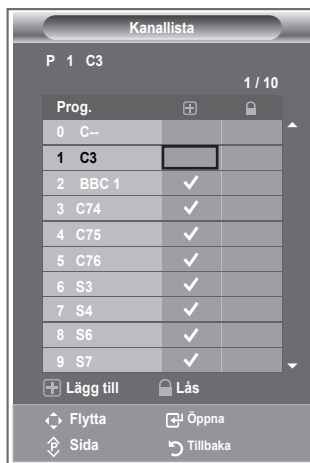 Kanallista
P 1 C3
1 / 10
Prog.
0 C--
1 C3
2 BBC 1
3 C74
4 C75
5 C76
6 S3
7 S4
8 S6
9 S7
Lägg till Lås
Flytta Öppna
Sida Tillbaka